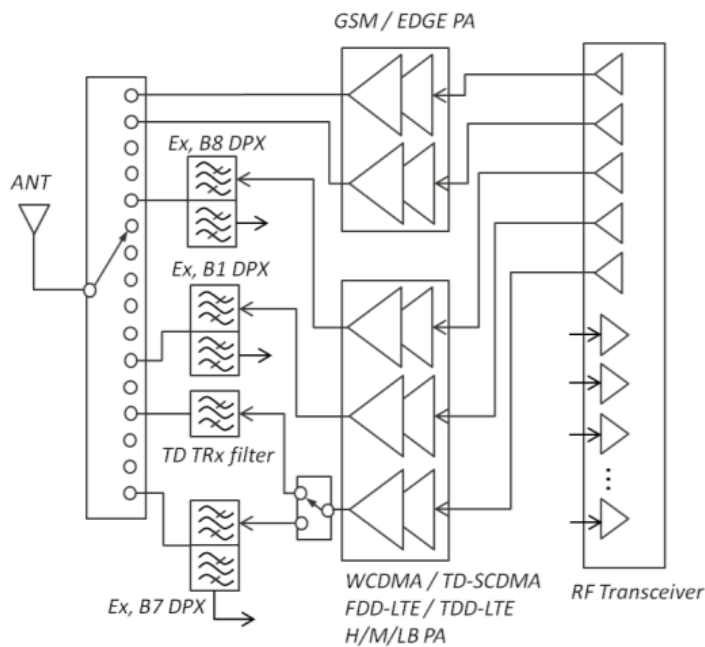 GSM / EDGE PA
Ex, B8 DPX
ANT
Ex, B1 DPX
TD TRx filter
Ex, B7 DPX
WCDMA / TD-SCDMA
FDD-LTE / TDD-LTE
H/M/LB PA
RF Transceiver